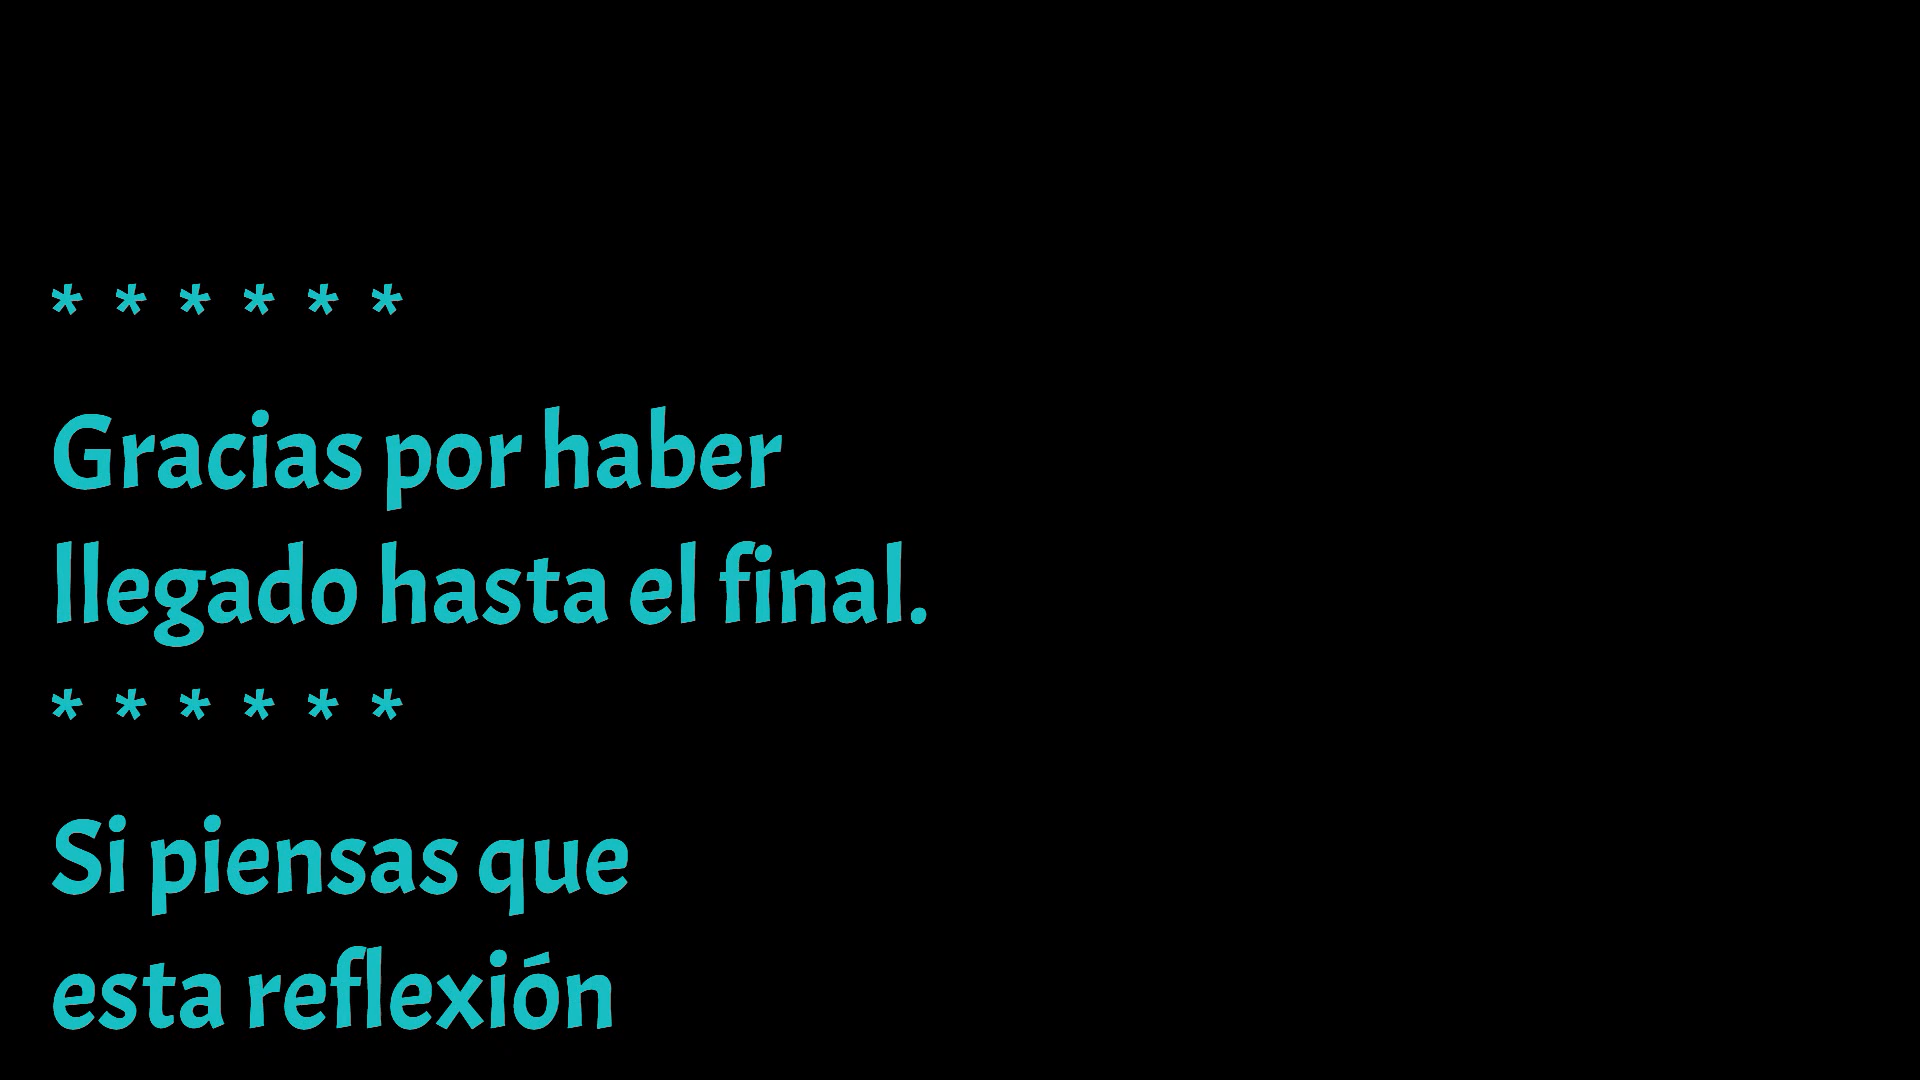 * * * * * *
Gracias por haber
llegado hasta el final.
* * * * * *
Si piensas que
esta reflexión